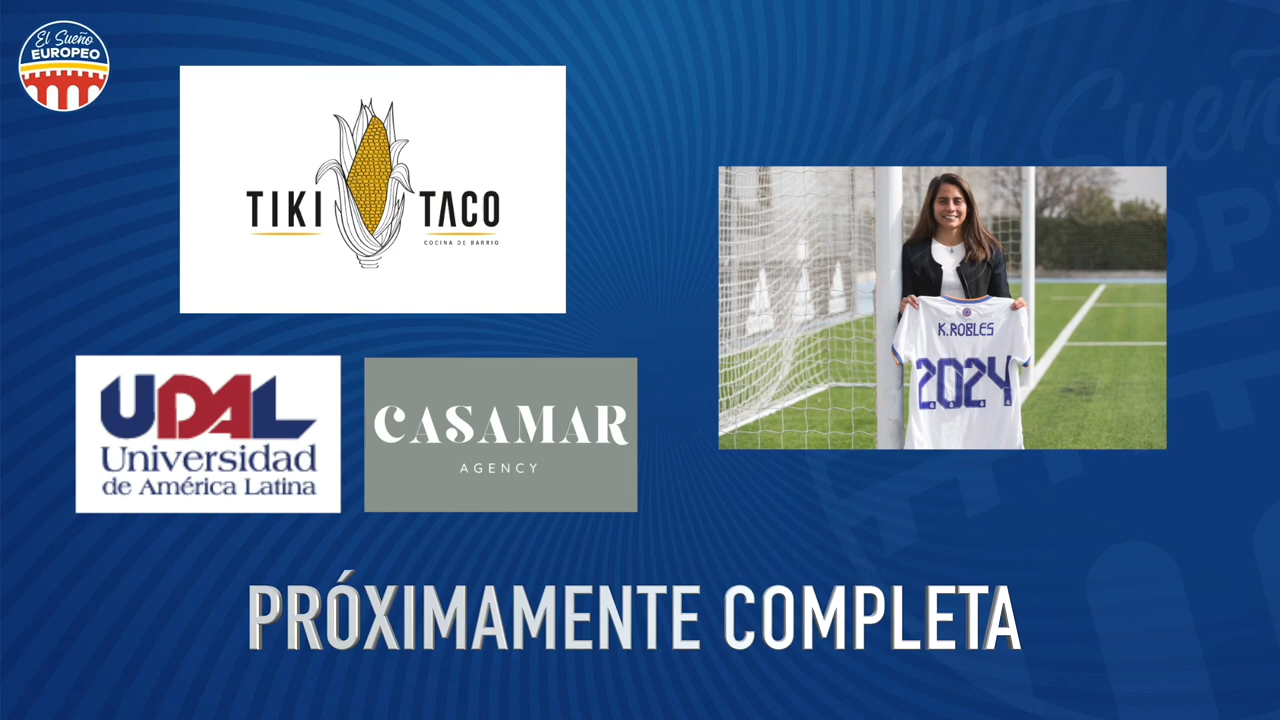 El Sueño
EUROPEO
TIKI TACO
COCINA DE BARRIO
K.ROBLES
2024
UDAL
Universidad
de América Latina
CASAMAR
AGENCY
PRÓXIMAMENTE COMPLETA